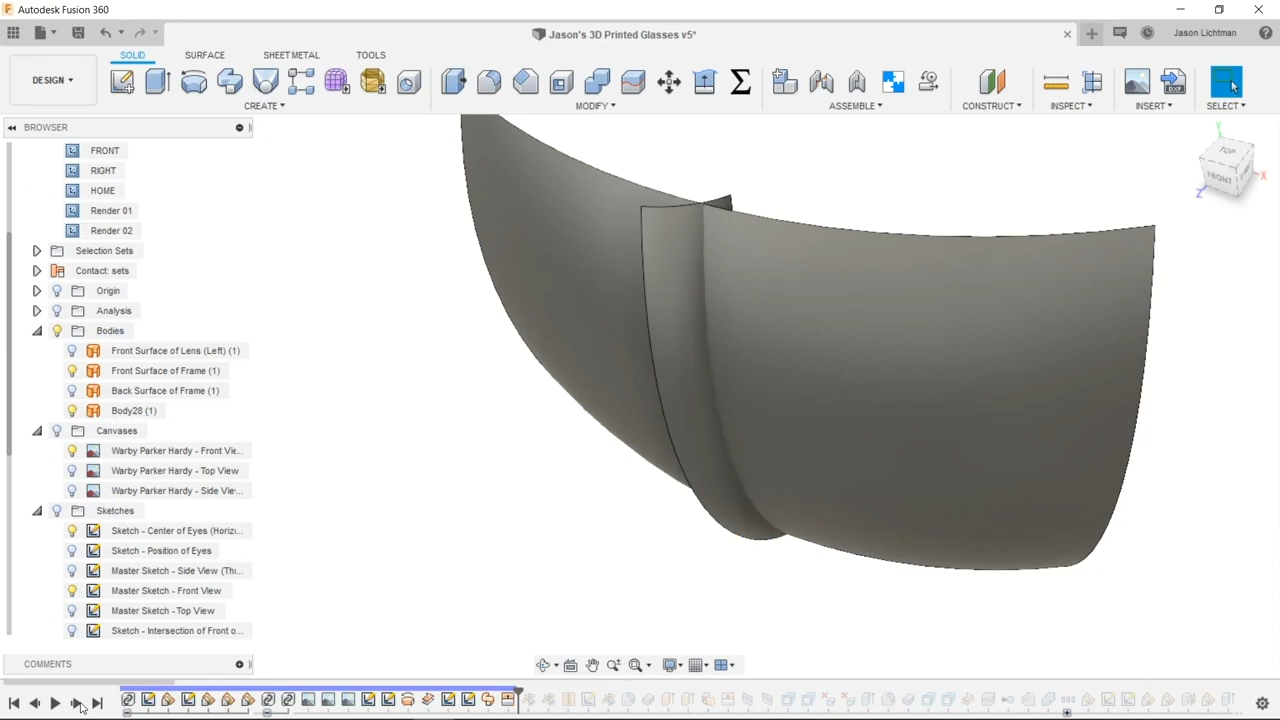 Autodesk Fusion 360
Jason's 3D Printed Glasses v5*
Jason Lichtman
DESIGN
SOLID SURFACE SHEET METAL TOOLS
CREATE MODIFY ASSEMBLE CONSTRUCT INSPECT INSERT SELECT
BROWSER
FRONT
RIGHT
HOME
Render 01
Render 02
Selection Sets
Contact: sets
Origin
Analysis
Bodies
Front Surface of Lens (Left) (1)
Front Surface of Frame (1)
Back Surface of Frame (1)
Body28 (1)
Canvases
Warby Parker Hardy - Front Vie...
Warby Parker Hardy - Top View
Warby Parker Hardy - Side Vie...
Sketches
Sketch - Center of Eyes (Horizo...
Sketch - Position of Eyes
Master Sketch - Side View (Thi...
Master Sketch - Front View
Master Sketch -Top View
Sketch - Intersection of Front o...
Y
TOP
FRONT
X
Z
COMMENTS